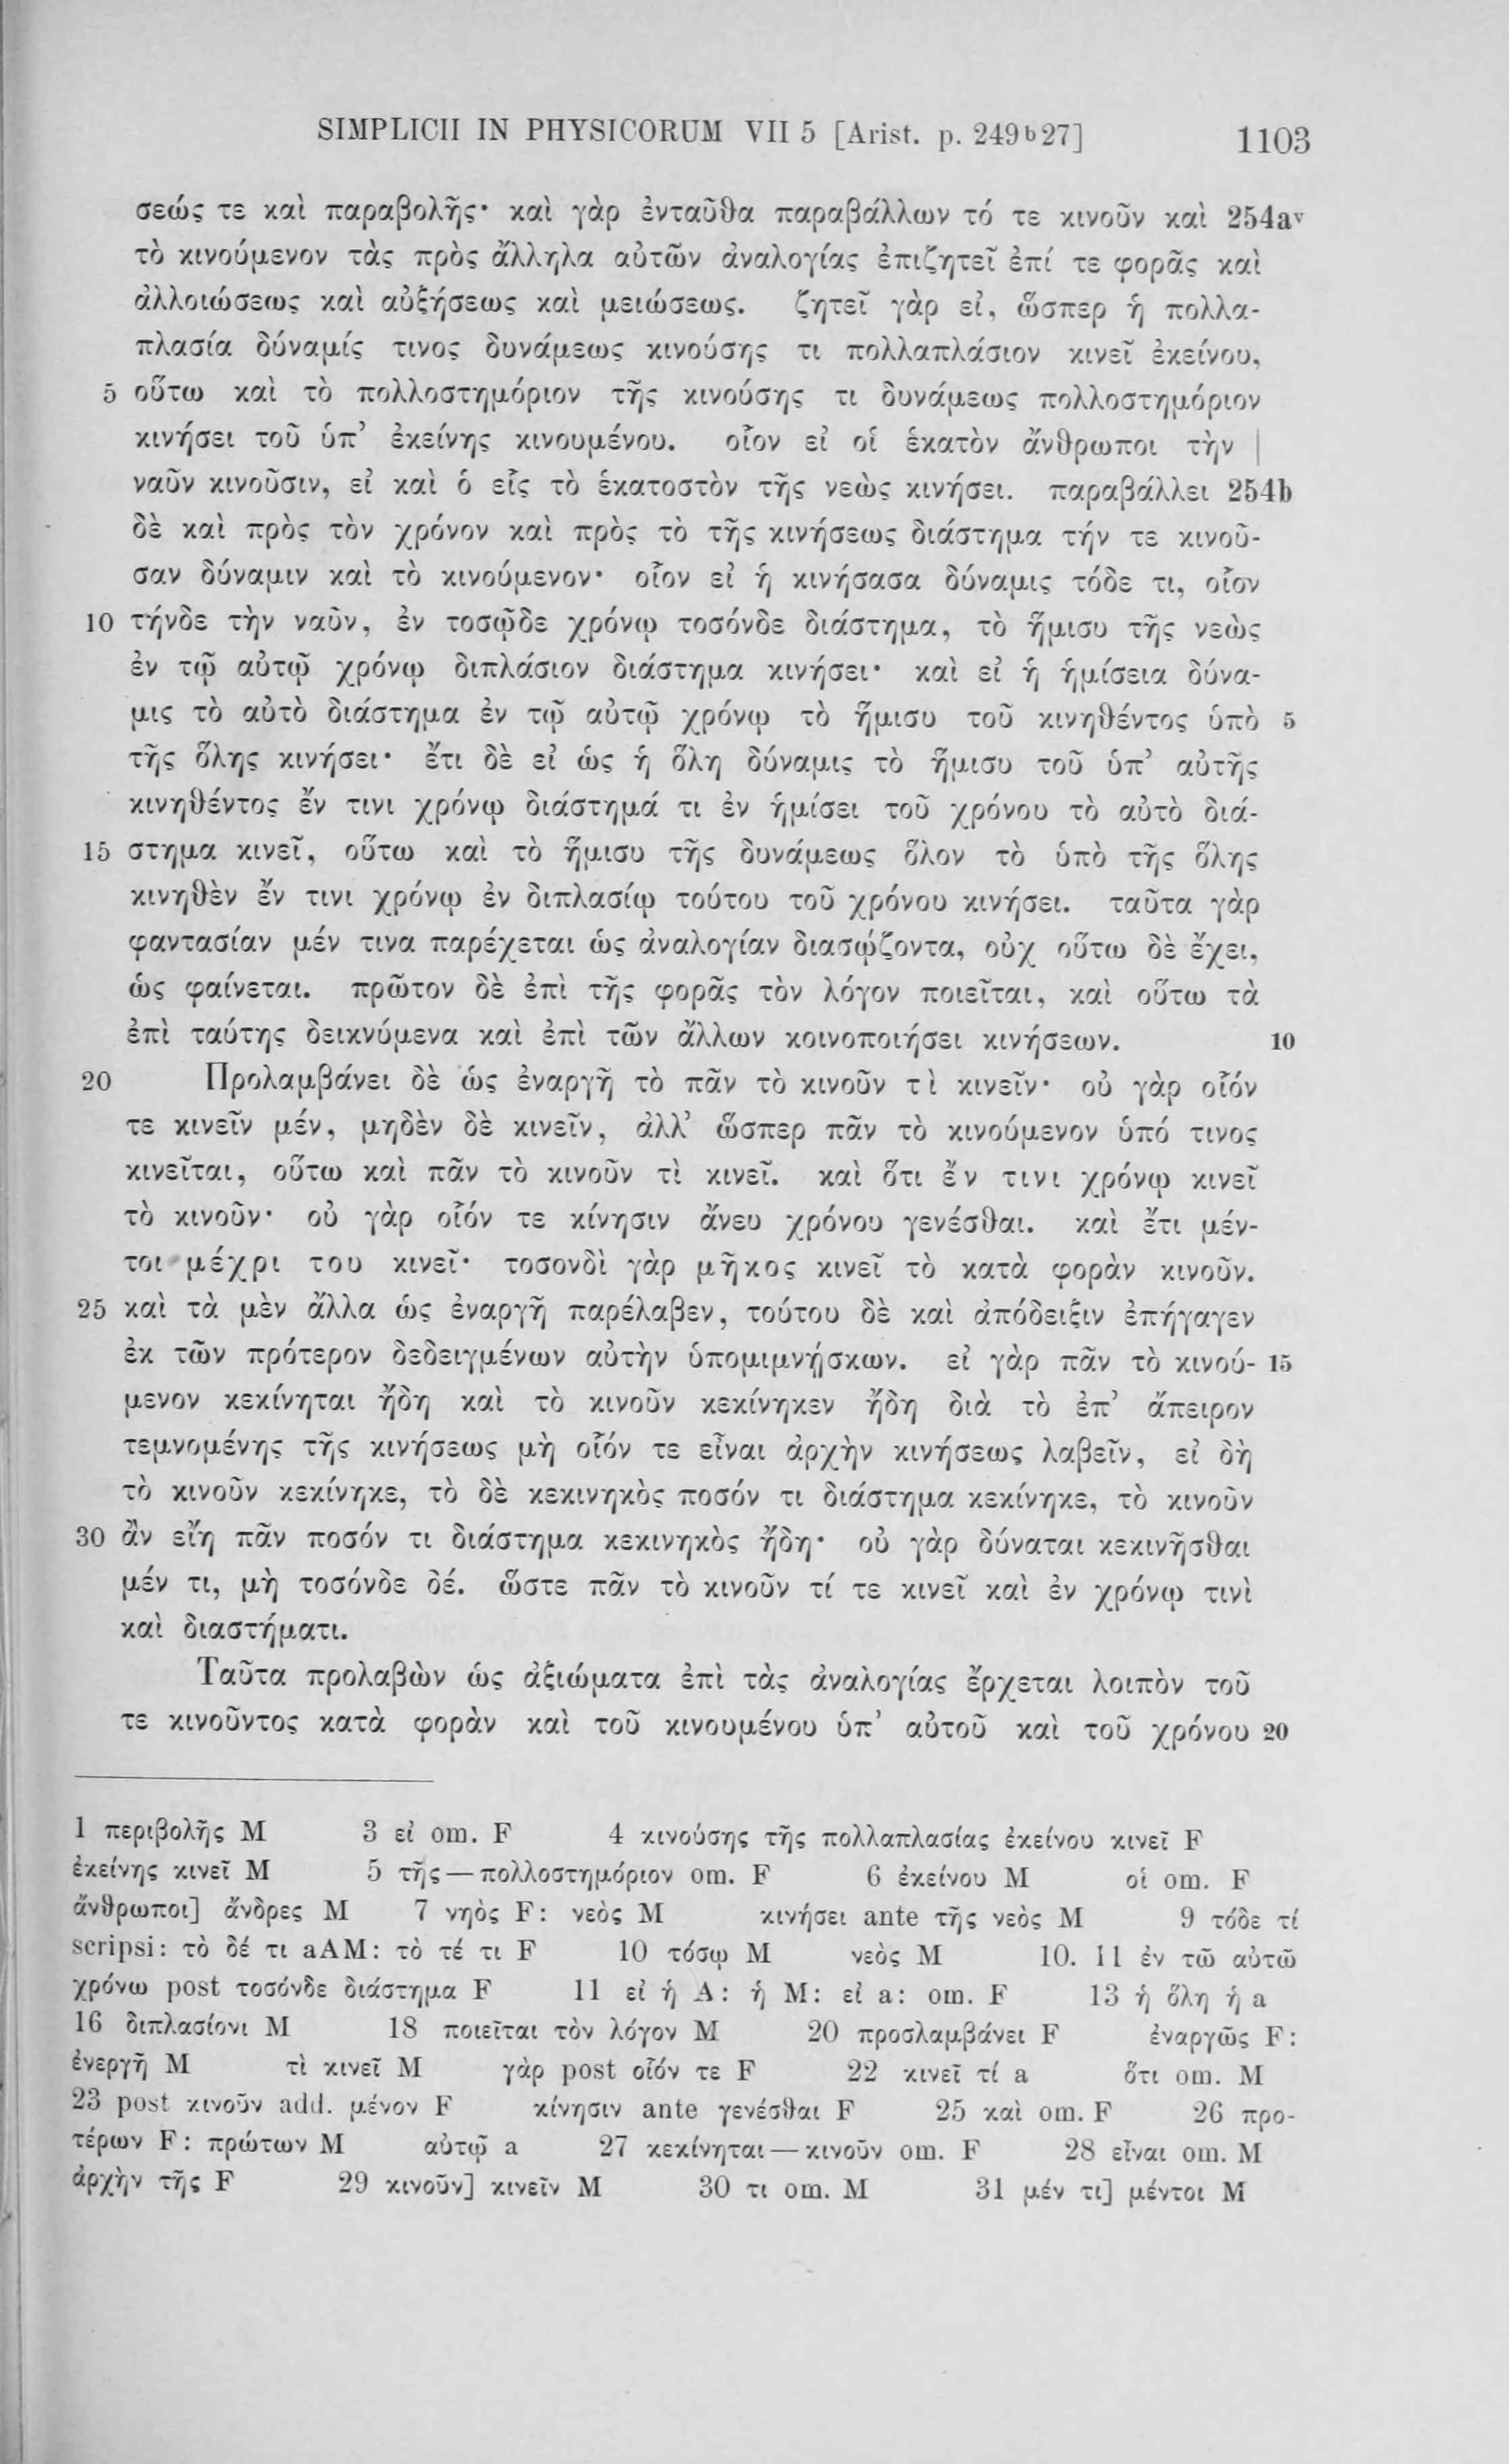 SIMPLICII IN PHYSICORUM VII 5 [Arist. p. 249ᵇ27] 1103
σεώς τε καὶ παραβολῆς· καὶ γὰρ ἐνταῦθα παραβάλλων τό τε κινοῦν καὶ 254aᵛ
τὸ κινούμενον τὰς πρὸς ἄλληλα αὐτῶν ἀναλογίας ἐπιζητεῖ ἐπί τε φορᾶς καὶ
ἀλλοιώσεως καὶ αὐξήσεως καὶ μειώσεως. ζητεῖ γὰρ εἰ, ὥσπερ ἡ πολλα-
πλασία δύναμίς τινος δυνάμεως κινούσης τι πολλαπλάσιον κινεῖ ἐκείνου,
5 οὕτω καὶ τὸ πολλοστημόριον τῆς κινούσης τι δυνάμεως πολλοστημόριον
κινήσει τοῦ ὑπ’ ἐκείνης κινουμένου. οἷον εἰ οἱ ἑκατὸν ἄνθρωποι τὴν |
ναῦν κινοῦσιν, εἰ καὶ ὁ εἷς τὸ ἑκατοστὸν τῆς νεὼς κινήσει. παραβάλλει 254b
δὲ καὶ πρὸς τὸν χρόνον καὶ πρὸς τὸ τῆς κινήσεως διάστημα τήν τε κινοῦ-
σαν δύναμιν καὶ τὸ κινούμενον· οἷον εἰ ἡ κινήσασα δύναμις τόδε τι, οἷον
10 τήνδε τὴν ναῦν, ἐν τοσῷδε χρόνῳ τοσόνδε διάστημα, τὸ ἥμισυ τῆς νεὼς
ἐν τῷ αὐτῷ χρόνῳ διπλάσιον διάστημα κινήσει· καὶ εἰ ἡ ἡμίσεια δύνα-
μις τὸ αὐτὸ διάστημα ἐν τῷ αὐτῷ χρόνῳ τὸ ἥμισυ τοῦ κινηθέντος ὑπὸ 5
τῆς ὅλης κινήσει· ἔτι δὲ εἰ ὡς ἡ ὅλη δύναμις τὸ ἥμισυ τοῦ ὑπ’ αὐτῆς
κινηθέντος ἔν τινι χρόνῳ διάστημά τι ἐν ἡμίσει τοῦ χρόνου τὸ αὐτὸ διά-
15 στημα κινεῖ, οὕτω καὶ τὸ ἥμισυ τῆς δυνάμεως ὅλον τὸ ὑπὸ τῆς ὅλης
κινηθὲν ἔν τινι χρόνῳ ἐν διπλασίῳ τούτου τοῦ χρόνου κινήσει. ταῦτα γὰρ
φαντασίαν μέν τινα παρέχεται ὡς ἀναλογίαν διασῴζοντα, οὐχ οὕτω δὲ ἔχει,
ὡς φαίνεται. πρῶτον δὲ ἐπὶ τῆς φορᾶς τὸν λόγον ποιεῖται, καὶ οὕτω τὰ
ἐπὶ ταύτης δεικνύμενα καὶ ἐπὶ τῶν ἄλλων κοινοποιήσει κινήσεων. 10
20 Προλαμβάνει δὲ ὡς ἐναργῆ τὸ πᾶν τὸ κινοῦν τὶ κινεῖν· οὐ γὰρ οἷόν
τε κινεῖν μέν, μηδὲν δὲ κινεῖν, ἀλλ’ ὥσπερ πᾶν τὸ κινούμενον ὑπό τινος
κινεῖται, οὕτω καὶ πᾶν τὸ κινοῦν τὶ κινεῖ. καὶ ὅτι ἔν τινι χρόνῳ κινεῖ
τὸ κινοῦν· οὐ γὰρ οἷόν τε κίνησιν ἄνευ χρόνου γενέσθαι. καὶ ἔτι μέν-
τοι μέχρι του κινεῖ· τοσονδὶ γὰρ μῆκος κινεῖ τὸ κατὰ φορὰν κινοῦν.
25 καὶ τὰ μὲν ἄλλα ὡς ἐναργῆ παρέλαβεν, τούτου δὲ καὶ ἀπόδειξιν ἐπήγαγεν
ἐκ τῶν πρότερον δεδειγμένων αὐτὴν ὑπομιμνῄσκων. εἰ γὰρ πᾶν τὸ κινού- 15
μενον κεκίνηται ἤδη καὶ τὸ κινοῦν κεκίνηκεν ἤδη διὰ τὸ ἐπ’ ἄπειρον
τεμνομένης τῆς κινήσεως μὴ οἷόν τε εἶναι ἀρχὴν κινήσεως λαβεῖν, εἰ δὴ
τὸ κινοῦν κεκίνηκε, τὸ δὲ κεκινηκὸς ποσόν τι διάστημα κεκίνηκε, τὸ κινοῦν
30 ἂν εἴη πᾶν ποσόν τι διάστημα κεκινηκὸς ἤδη· οὐ γὰρ δύναται κεκινῆσθαι
μέν τι, μὴ τοσόνδε δέ. ὥστε πᾶν τὸ κινοῦν τί τε κινεῖ καὶ ἐν χρόνῳ τινὶ
καὶ διαστήματι.
Ταῦτα προλαβὼν ὡς ἀξιώματα ἐπὶ τὰς ἀναλογίας ἔρχεται λοιπὸν τοῦ
τε κινοῦντος κατὰ φορὰν καὶ τοῦ κινουμένου ὑπ’ αὐτοῦ καὶ τοῦ χρόνου 20
1 περιβολῆς M 3 εἰ om. F 4 κινούσης τῆς πολλαπλασίας ἐκείνου κινεῖ F
ἐκείνης κινεῖ M 5 τῆς — πολλοστημόριον om. F 6 ἐκείνου M οἱ om. F
ἄνθρωποι] ἄνδρες M 7 νηὸς F: νεὸς M κινήσει ante τῆς νεὸς M 9 τόδε τί
scripsi: τὸ δέ τι aAM: τὸ τέ τι F 10 τόσῳ M νεὸς M 10. 11 ἐν τῶ αὐτῶ
χρόνω post τοσόνδε διάστημα F 11 εἰ ἡ A: ἡ M: εἰ a: om. F 13 ἡ ὅλη ἡ a
16 διπλασίονι M 18 ποιεῖται τὸν λόγον M 20 προσλαμβάνει F ἐναργῶς F:
ἐνεργῆ M τὶ κινεῖ M γὰρ post οἷόν τε F 22 κινεῖ τί a ὅτι om. M
23 post κινοῦν add. μένον F κίνησιν ante γενέσθαι F 25 καὶ om. F 26 προ-
τέρων F: πρώτων M αὐτῷ a 27 κεκίνηται — κινοῦν om. F 28 εἶναι om. M
ἀρχὴν τῆς F 29 κινοῦν] κινεῖν M 30 τι om. M 31 μέν τι] μέντοι M